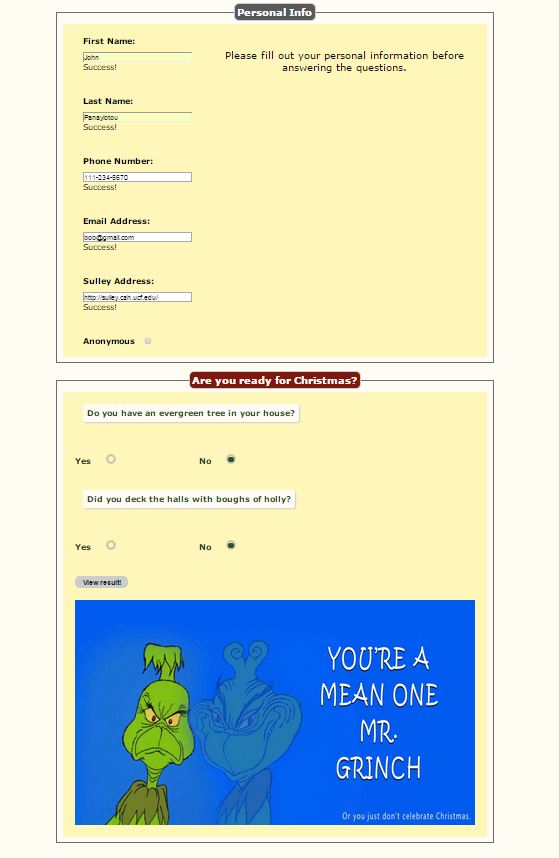 Personal Info
First Name:
John
Success!
Please fill out your personal information before
answering the questions.
Last Name:
Panayiotou
Success!
Phone Number:
111-234-5670
Success!
Email Address:
bob@gmail.com
Success!
Sulley Address:
http://sulley.cah.ucf.edu/
Success!
Anonymous
Are you ready for Christmas?
Do you have an evergreen tree in your house?
Yes No
Did you deck the halls with boughs of holly?
Yes No
View result!
YOU'RE A
MEAN ONE
MR.
GRINCH
Or you just don't celebrate Christmas.